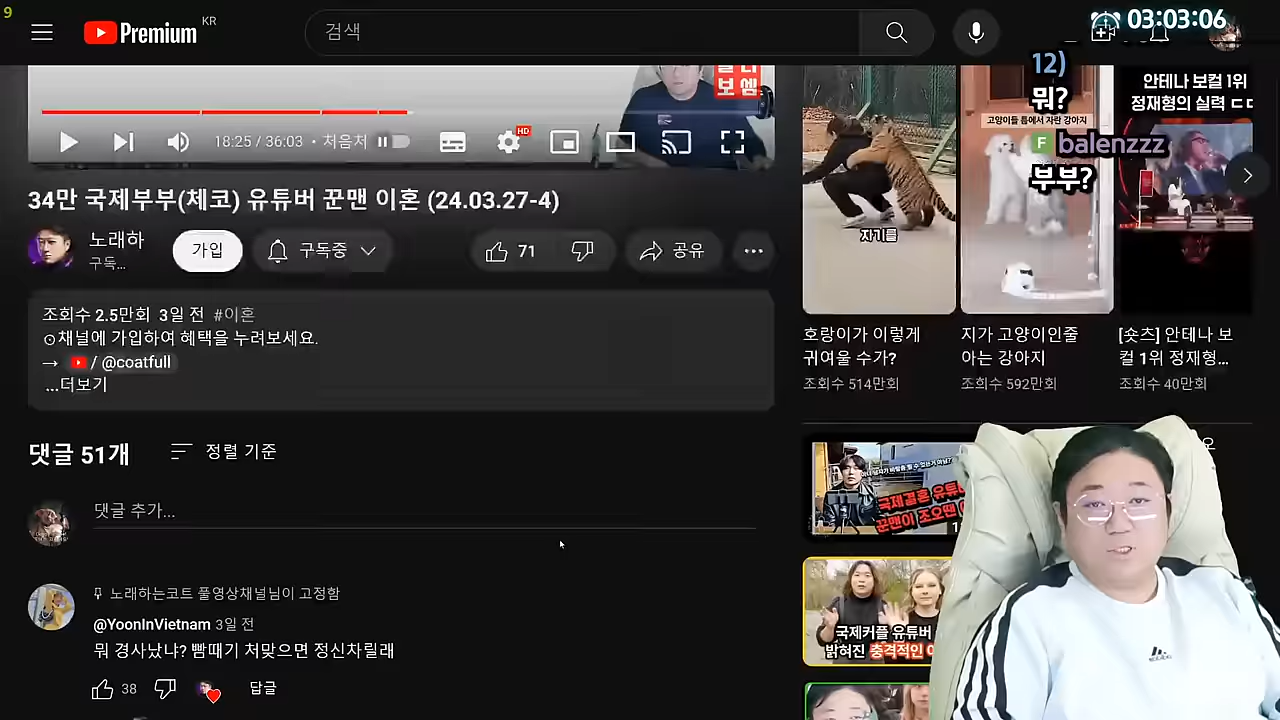 9
Premium KR
검색
03:03:06
12)
뭐?
balenzzz
부부?
보셈
18:25 / 36:03 • 처음처
HD
34만 국제부부(체코) 유튜버 꾼맨 이혼 (24.03.27-4)
노래하
구독...
가입
구독중
71
공유
조회수 2.5만회 3일 전 #이혼
⊙채널에 가입하여 혜택을 누려보세요.
→ / @coatfull
...더보기
댓글 51개
정렬 기준
댓글 추가...
노래하는코트 풀영상채널님이 고정함
@YoonInVietnam 3일 전
뭐 경사났냐? 빰때기 처맞으면 정신차릴래
38
답글
자기를
호랑이가 이렇게
귀여울 수가?
조회수 514만회
고양이들 틈에서 자란 강아지
지가 고양이인줄
아는 강아지
조회수 592만회
안테나 보컬 1위
정재형의 실력 ㄷㄷ
[숏츠] 안테나 보
컬 1위 정재형...
조회수 40만회
오
국제결혼 유튜
꾼맨이 조오땐
국제커플 유튜버
밝혀진 충격적인